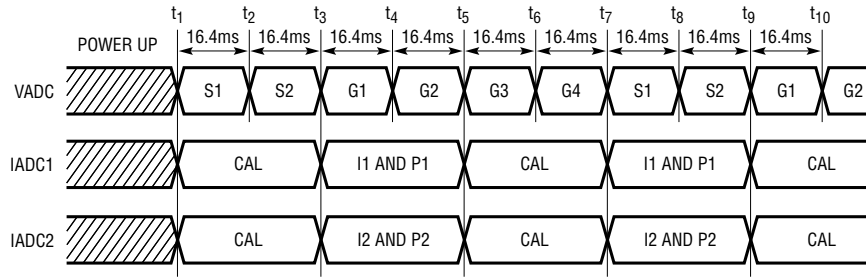 t1 t2 t3 t4 t5 t6 t7 t8 t9 t10
POWER UP 16.4ms 16.4ms 16.4ms 16.4ms 16.4ms 16.4ms 16.4ms 16.4ms 16.4ms
VADC S1 S2 G1 G2 G3 G4 S1 S2 G1 G2
IADC1 CAL I1 AND P1 CAL I1 AND P1 CAL
IADC2 CAL I2 AND P2 CAL I2 AND P2 CAL